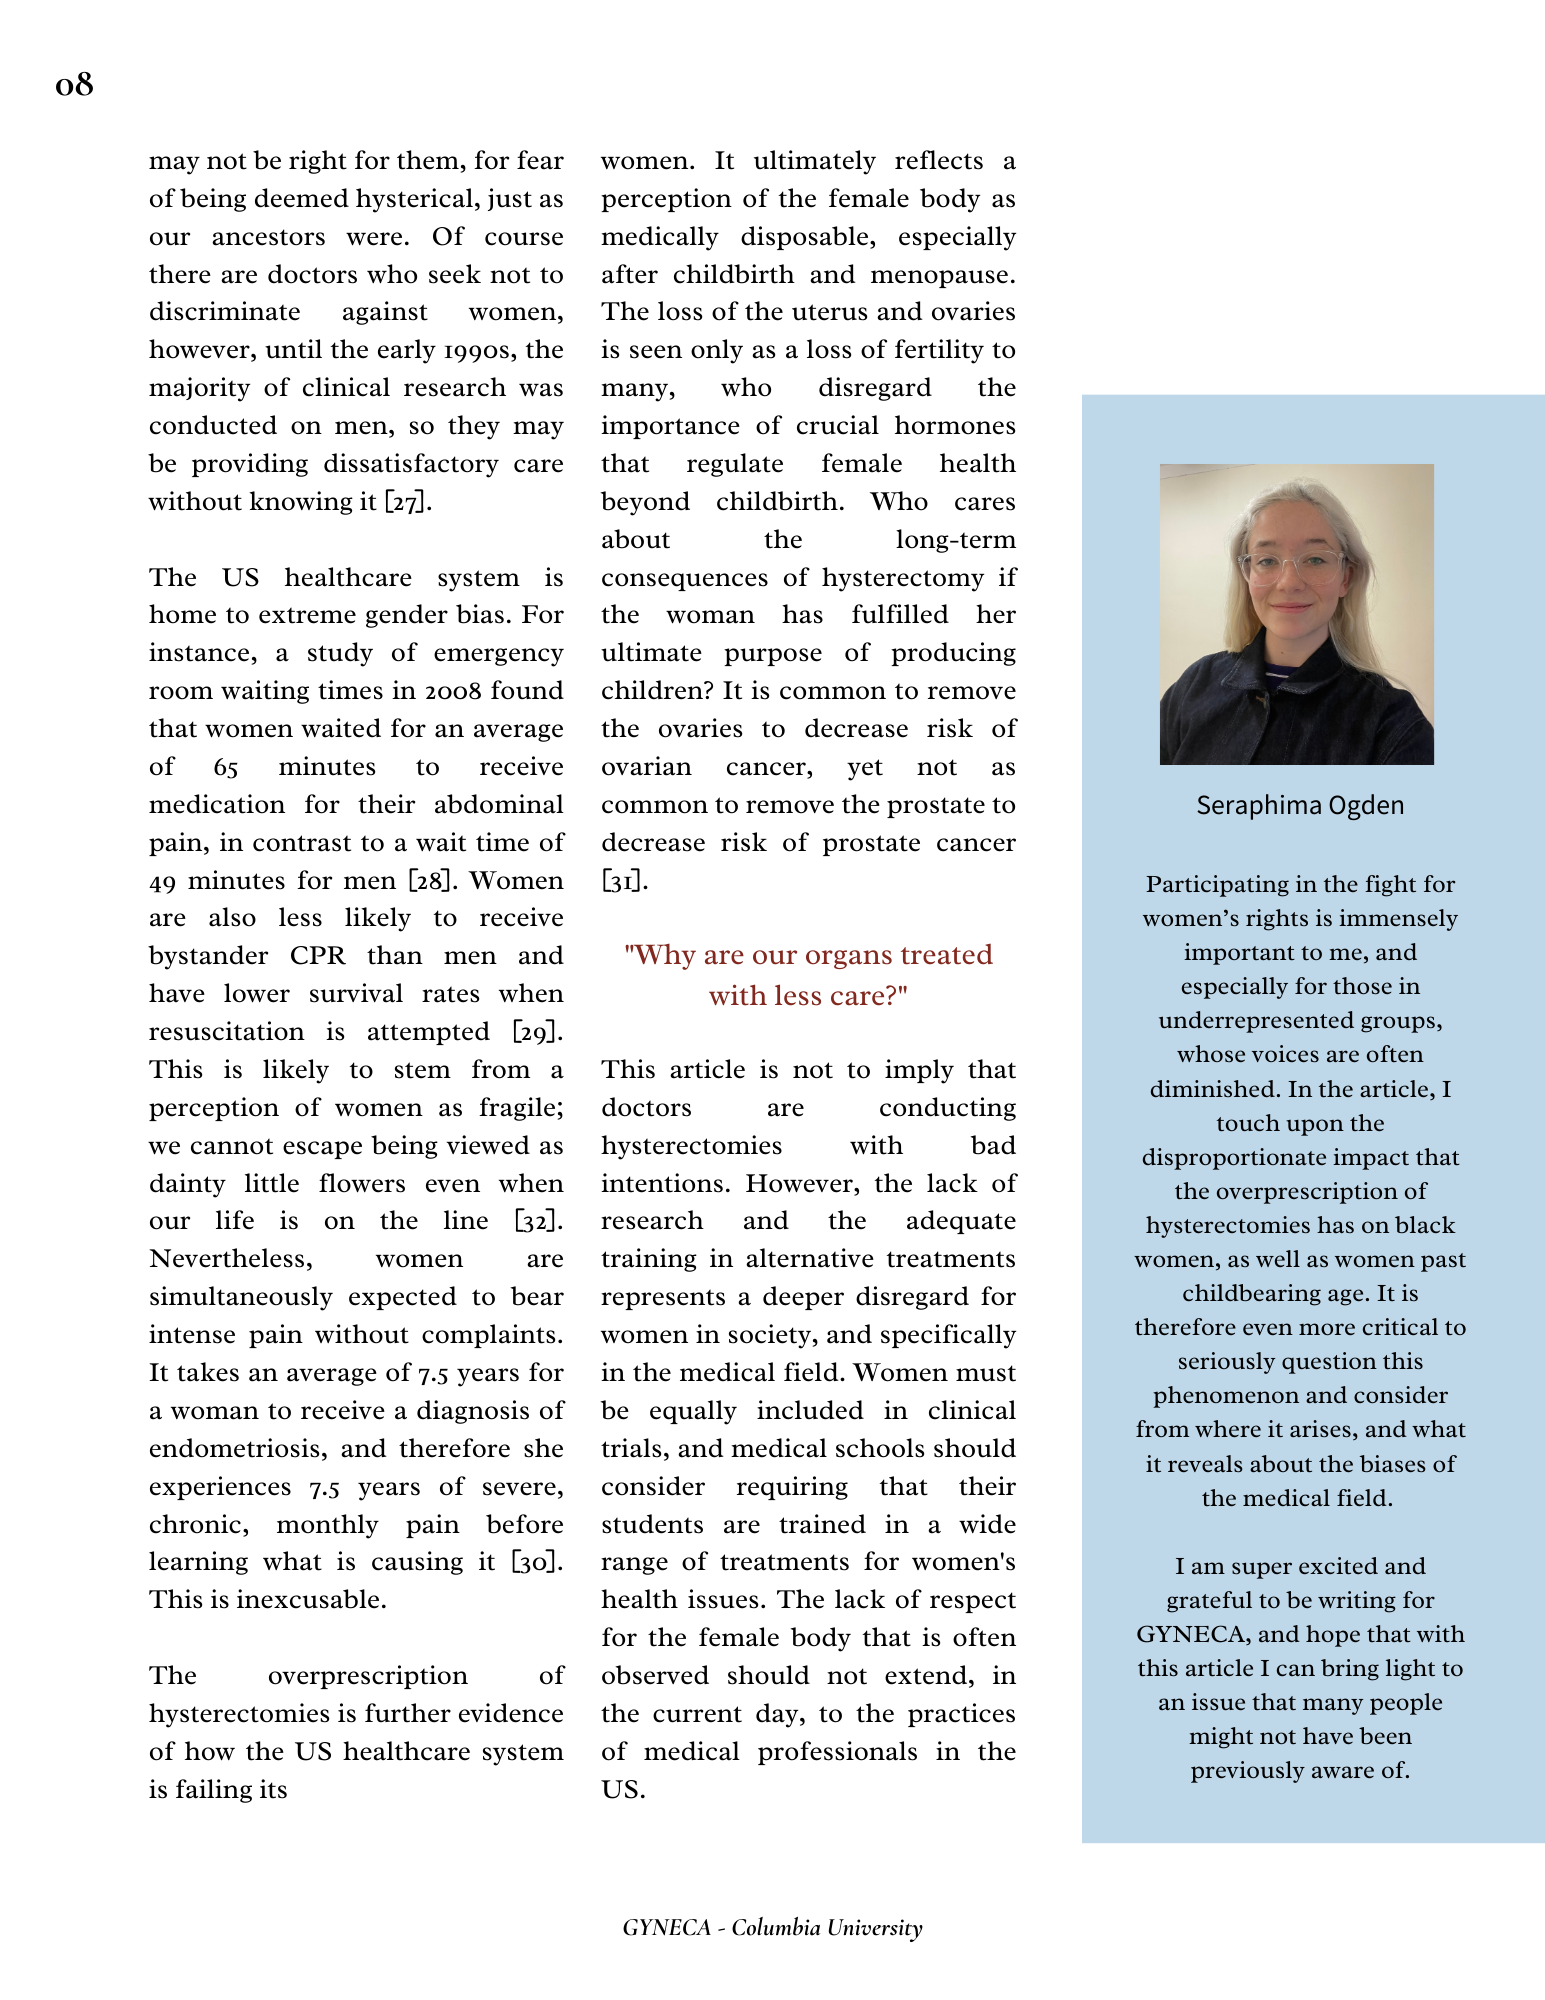 08
may not be right for them, for fear
of being deemed hysterical, just as
our ancestors were. Of course
there are doctors who seek not to
discriminate against women,
however, until the early 1990s, the
majority of clinical research was
conducted on men, so they may
be providing dissatisfactory care
without knowing it [27].
The US healthcare system is
home to extreme gender bias. For
instance, a study of emergency
room waiting times in 2008 found
that women waited for an average
of 65 minutes to receive
medication for their abdominal
pain, in contrast to a wait time of
49 minutes for men [28]. Women
are also less likely to receive
bystander CPR than men and
have lower survival rates when
resuscitation is attempted [29].
This is likely to stem from a
perception of women as fragile;
we cannot escape being viewed as
dainty little flowers even when
our life is on the line [32].
Nevertheless, women are
simultaneously expected to bear
intense pain without complaints.
It takes an average of 7.5 years for
a woman to receive a diagnosis of
endometriosis, and therefore she
experiences 7.5 years of severe,
chronic, monthly pain before
learning what is causing it [30].
This is inexcusable.
The overprescription of
hysterectomies is further evidence
of how the US healthcare system
is failing its
women. It ultimately reflects a
perception of the female body as
medically disposable, especially
after childbirth and menopause.
The loss of the uterus and ovaries
is seen only as a loss of fertility to
many, who disregard the
importance of crucial hormones
that regulate female health
beyond childbirth. Who cares
about the long-term
consequences of hysterectomy if
the woman has fulfilled her
ultimate purpose of producing
children? It is common to remove
the ovaries to decrease risk of
ovarian cancer, yet not as
common to remove the prostate to
decrease risk of prostate cancer
[31].
"Why are our organs treated
with less care?"
This article is not to imply that
doctors are conducting
hysterectomies with bad
intentions. However, the lack of
research and the adequate
training in alternative treatments
represents a deeper disregard for
women in society, and specifically
in the medical field. Women must
be equally included in clinical
trials, and medical schools should
consider requiring that their
students are trained in a wide
range of treatments for women's
health issues. The lack of respect
for the female body that is often
observed should not extend, in
the current day, to the practices
of medical professionals in the
US.
Seraphima Ogden
Participating in the fight for
women’s rights is immensely
important to me, and
especially for those in
underrepresented groups,
whose voices are often
diminished. In the article, I
touch upon the
disproportionate impact that
the overprescription of
hysterectomies has on black
women, as well as women past
childbearing age. It is
therefore even more critical to
seriously question this
phenomenon and consider
from where it arises, and what
it reveals about the biases of
the medical field.
I am super excited and
grateful to be writing for
GYNECA, and hope that with
this article I can bring light to
an issue that many people
might not have been
previously aware of.
GYNECA - Columbia University